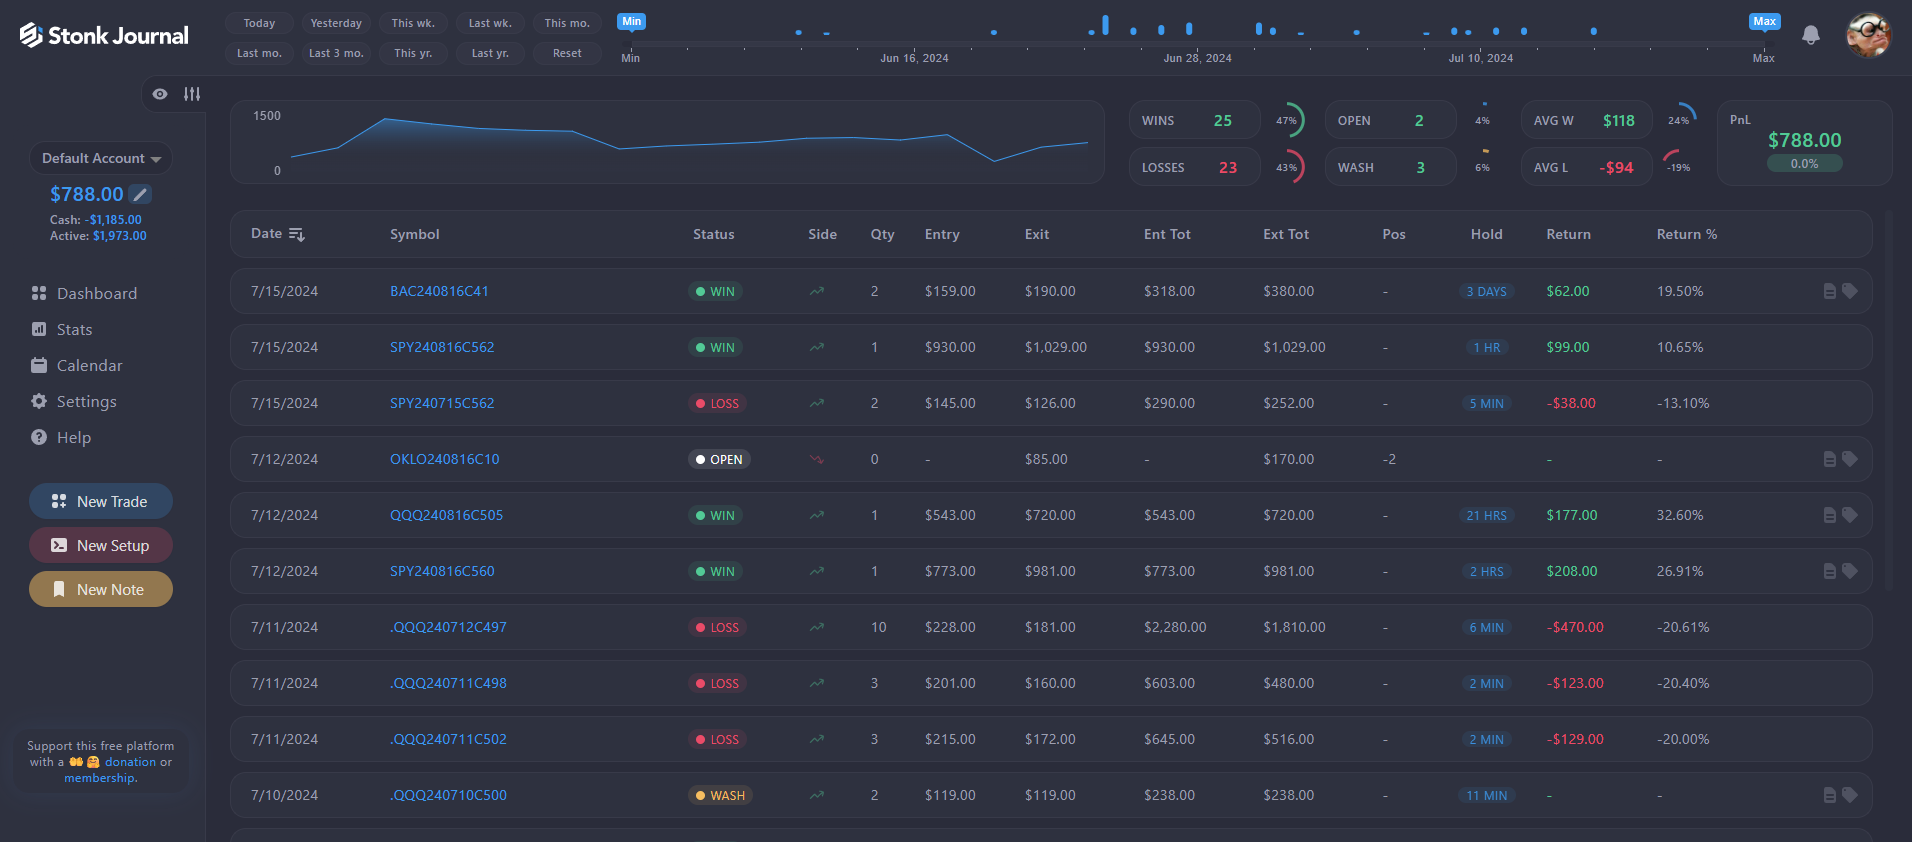 Stonk Journal
Today Yesterday This wk. Last wk. This mo.
Last mo. Last 3 mo. This yr. Last yr. Reset
Min Max
Min Jun 16, 2024 Jun 28, 2024 Jul 10, 2024 Max
Default Account
$788.00
Cash: -$1,185.00
Active: $1,973.00
Dashboard
Stats
Calendar
Settings
Help
New Trade
New Setup
New Note
Support this free platform
with a 🤲 🤗 donation or
membership.
1500
0
WINS 25 47% OPEN 2 4% AVG W $118 24%
LOSSES 23 43% WASH 3 6% AVG L -$94 -19%
PnL
$788.00
0.0%
Date Symbol Status Side Qty Entry Exit Ent Tot Ext Tot Pos Hold Return Return %
7/15/2024 BAC240816C41 WIN 2 $159.00 $190.00 $318.00 $380.00 - 3 DAYS $62.00 19.50%
7/15/2024 SPY240816C562 WIN 1 $930.00 $1,029.00 $930.00 $1,029.00 - 1 HR $99.00 10.65%
7/15/2024 SPY240715C562 LOSS 2 $145.00 $126.00 $290.00 $252.00 - 5 MIN -$38.00 -13.10%
7/12/2024 OKLO240816C10 OPEN 0 - $85.00 - $170.00 -2 - -
7/12/2024 QQQ240816C505 WIN 1 $543.00 $720.00 $543.00 $720.00 - 21 HRS $177.00 32.60%
7/12/2024 SPY240816C560 WIN 1 $773.00 $981.00 $773.00 $981.00 - 2 HRS $208.00 26.91%
7/11/2024 .QQQ240712C497 LOSS 10 $228.00 $181.00 $2,280.00 $1,810.00 - 6 MIN -$470.00 -20.61%
7/11/2024 .QQQ240711C498 LOSS 3 $201.00 $160.00 $603.00 $480.00 - 2 MIN -$123.00 -20.40%
7/11/2024 .QQQ240711C502 LOSS 3 $215.00 $172.00 $645.00 $516.00 - 2 MIN -$129.00 -20.00%
7/10/2024 .QQQ240710C500 WASH 2 $119.00 $119.00 $238.00 $238.00 - 11 MIN - -